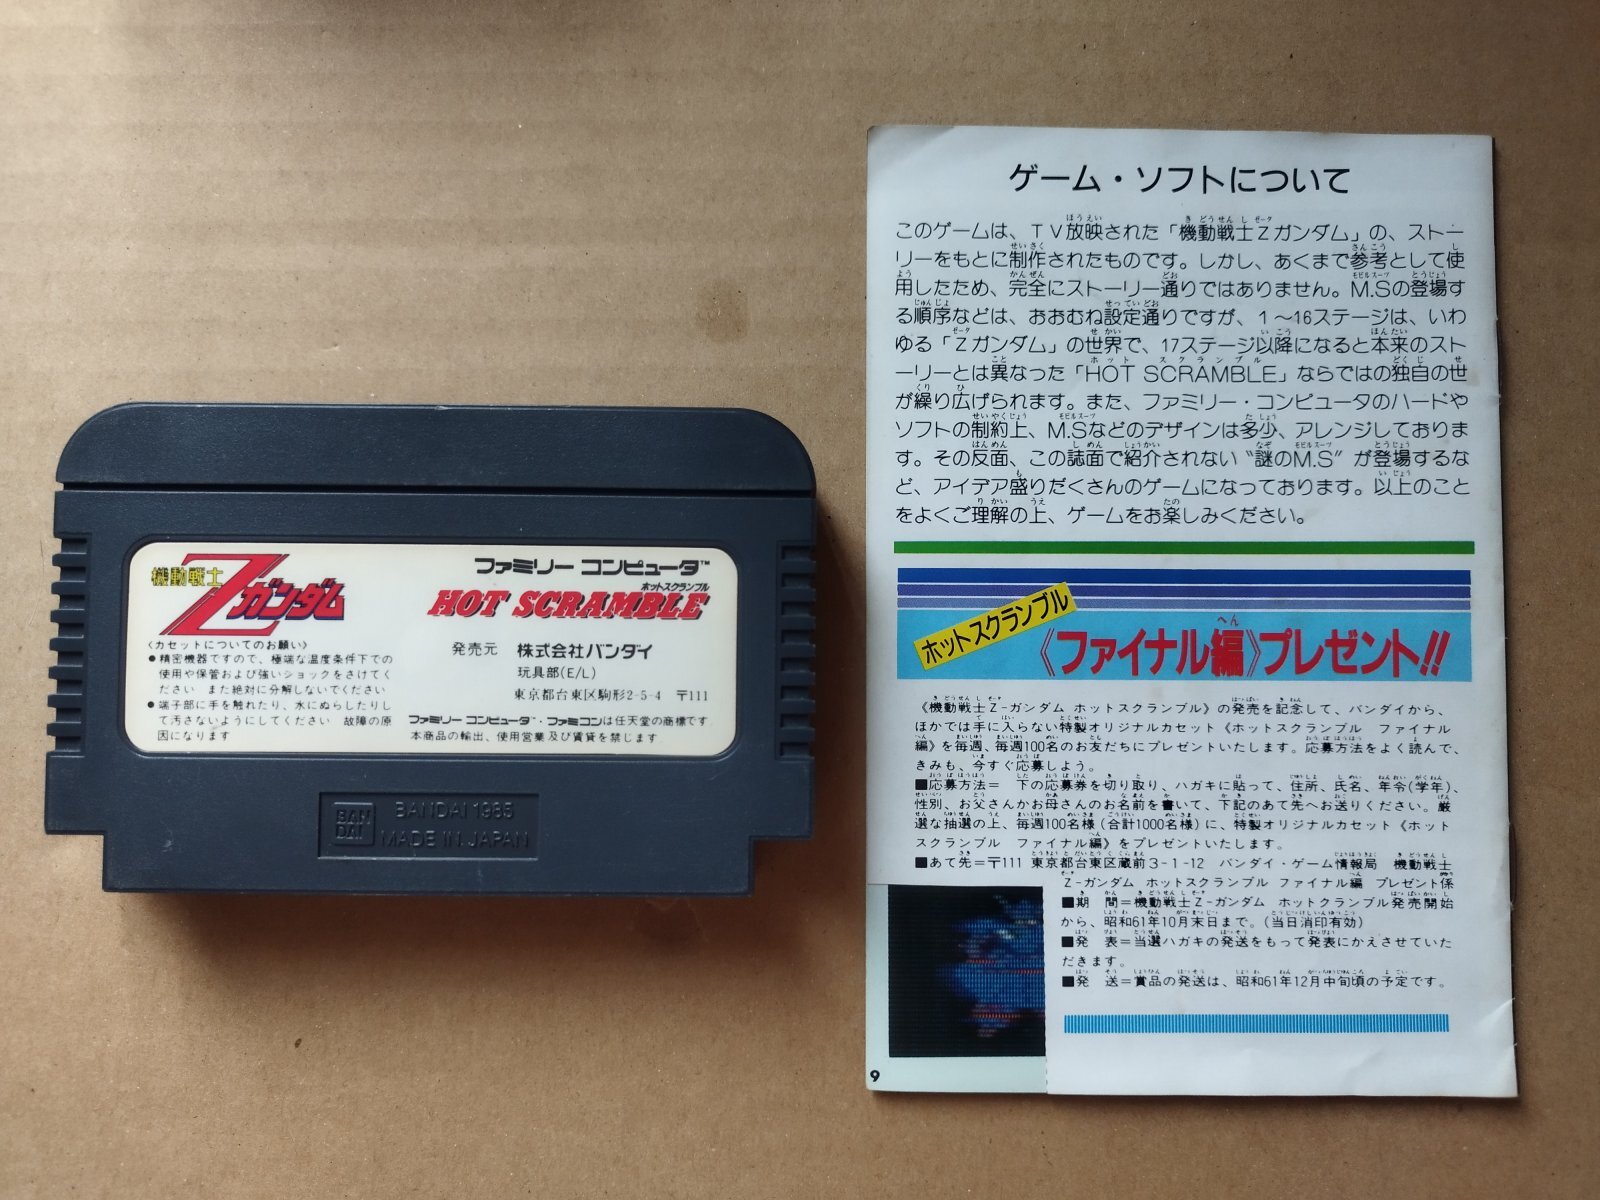 機動戦士
Zガンダム
ファミリー コンピュータ™
ホットスクランブル
HOT SCRAMBLE
〈カセットについてのお願い〉
●精密機器ですので、極端な温度条件下での
使用や保管および強いショックをさけてく
ださい また絶対に分解しないでください
●端子部に手を触れたり、水にぬらしたりし
て汚さないようにしてください 故障の原
因になります
発売元 株式会社バンダイ
玩具部(E/L)
東京都台東区駒形2-5-4 〒111
ファミリー コンピュータ™・ファミコンは任天堂の商標です
本商品の輸出、使用営業及び賃貸を禁じます
BAN
DAI
BANDAI 1985
MADE IN JAPAN
ゲーム・ソフトについて
このゲームは、TV放映された「機動戦士Zガンダム」の、ストー
リーをもとに制作されたものです。しかし、あくまで参考として使
用したため、完全にストーリー通りではありません。M.Sの登場す
る順序などは、おおむね設定通りですが、1〜16ステージは、いわ
ゆる「Zガンダム」の世界で、17ステージ以降になると本来のスト
ーリーとは異なった「HOT SCRAMBLE」ならではの独自の世
が繰り広げられます。また、ファミリー・コンピュータのハードや
ソフトの制約上、M.Sなどのデザインは多少、アレンジしておりま
す。その反面、この誌面で紹介されない〝謎のM.S〞が登場するな
ど、アイデア盛りだくさんのゲームになっております。以上のこと
をよくご理解の上、ゲームをお楽しみください。
ホットスクランブル
《ファイナル編》プレゼント!!
《機動戦士Z-ガンダム ホットスクランブル》の発売を記念して、バンダイから、
ほかでは手に入らない特製オリジナルカセット《ホットスクランブル ファイナル
編》を毎週、毎週100名のお友だちにプレゼントいたします。応募方法をよく読んで、
きみも、今すぐ応募しよう。
■応募方法＝ 下の応募券を切り取り、ハガキに貼って、住所、氏名、年令(学年)、
性別、お父さんかお母さんのお名前を書いて、下記のあて先へお送りください。厳
選な抽選の上、毎週100名様(合計1000名様)に、特製オリジナルカセット《ホット
スクランブル ファイナル編》をプレゼントいたします。
■あて先＝〒111 東京都台東区蔵前3-1-12 バンダイ・ゲーム情報局 機動戦士
Z-ガンダム ホットスクランブル ファイナル編 プレゼント係
■期 間＝機動戦士Z-ガンダム ホットクランブル発売開始
から、昭和61年10月末日まで。(当日消印有効)
■発 表＝当選ハガキの発送をもって発表にかえさせていた
だきます。
■発 送＝賞品の発送は、昭和61年12月中旬頃の予定です。
9